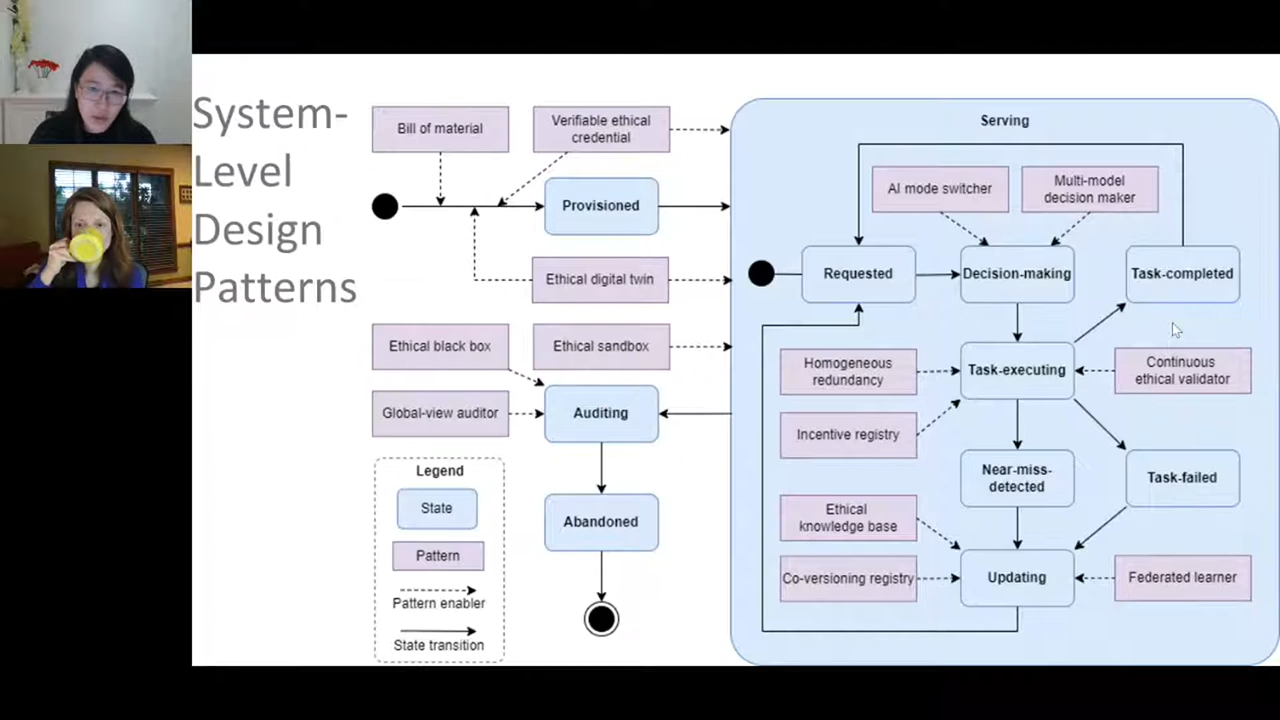 System-
Level
Design
Patterns
Bill of material
Verifiable ethical
credential
Provisioned
Ethical digital twin
Ethical black box
Ethical sandbox
Global-view auditor
Auditing
Abandoned
Legend
State
Pattern
Pattern enabler
State transition
Serving
AI mode switcher
Multi-model
decision maker
Requested
Decision-making
Task-completed
Homogeneous
redundancy
Task-executing
Continuous
ethical validator
Incentive registry
Near-miss-
detected
Task-failed
Ethical
knowledge base
Co-versioning registry
Updating
Federated learner